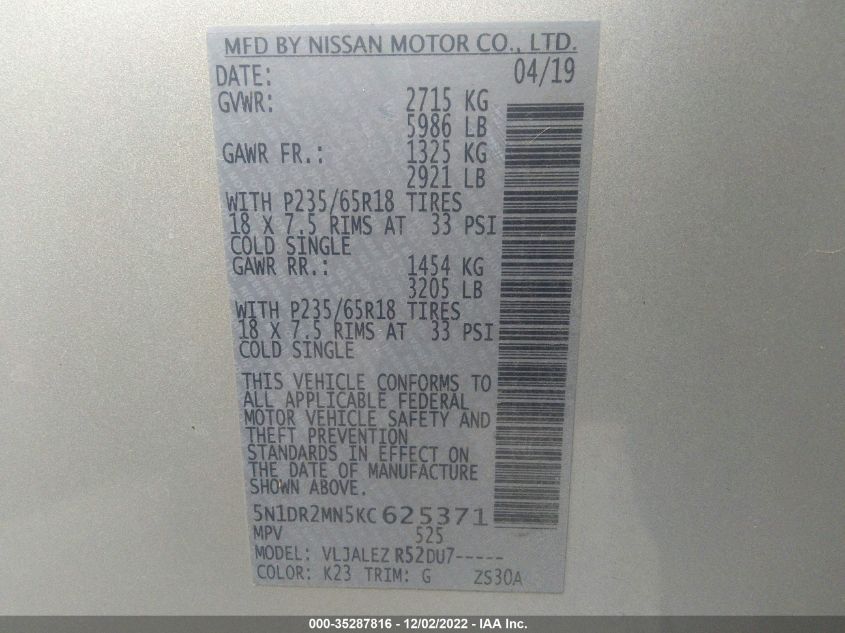 MFD BY NISSAN MOTOR CO., LTD.
DATE: 04/19
GVWR: 2715 KG
5986 LB
GAWR FR.: 1325 KG
2921 LB
WITH P235/65R18 TIRES
18 X 7.5 RIMS AT 33 PSI
COLD SINGLE
GAWR RR.: 1454 KG
3205 LB
WITH P235/65R18 TIRES
18 X 7.5 RIMS AT 33 PSI
COLD SINGLE
THIS VEHICLE CONFORMS TO
ALL APPLICABLE FEDERAL
MOTOR VEHICLE SAFETY AND
THEFT PREVENTION
STANDARDS IN EFFECT ON
THE DATE OF MANUFACTURE
SHOWN ABOVE.
5N1DR2MN5KC625371
MPV 525
MODEL: VLJALEZ R52DU7-----
COLOR: K23 TRIM: G ZS30A
000-35287816 - 12/02/2022 - IAA Inc.